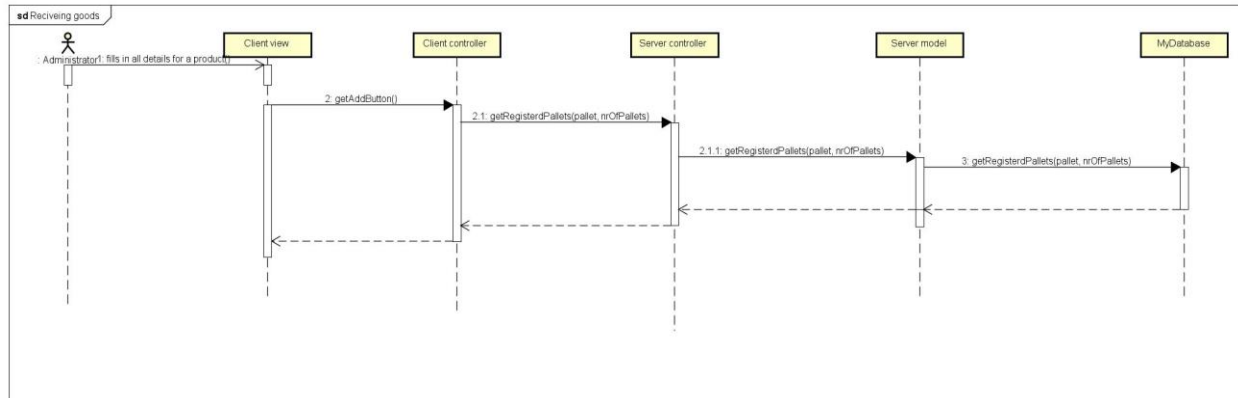 sd Reciveing goods
Client view
Client controller
Server controller
Server model
MyDatabase
: Administrator
1: fills in all details for a product()
2: getAddButton()
2.1: getRegisterdPallets(pallet, nrOfPallets)
2.1.1: getRegisterdPallets(pallet, nrOfPallets)
3: getRegisterdPallets(pallet, nrOfPallets)